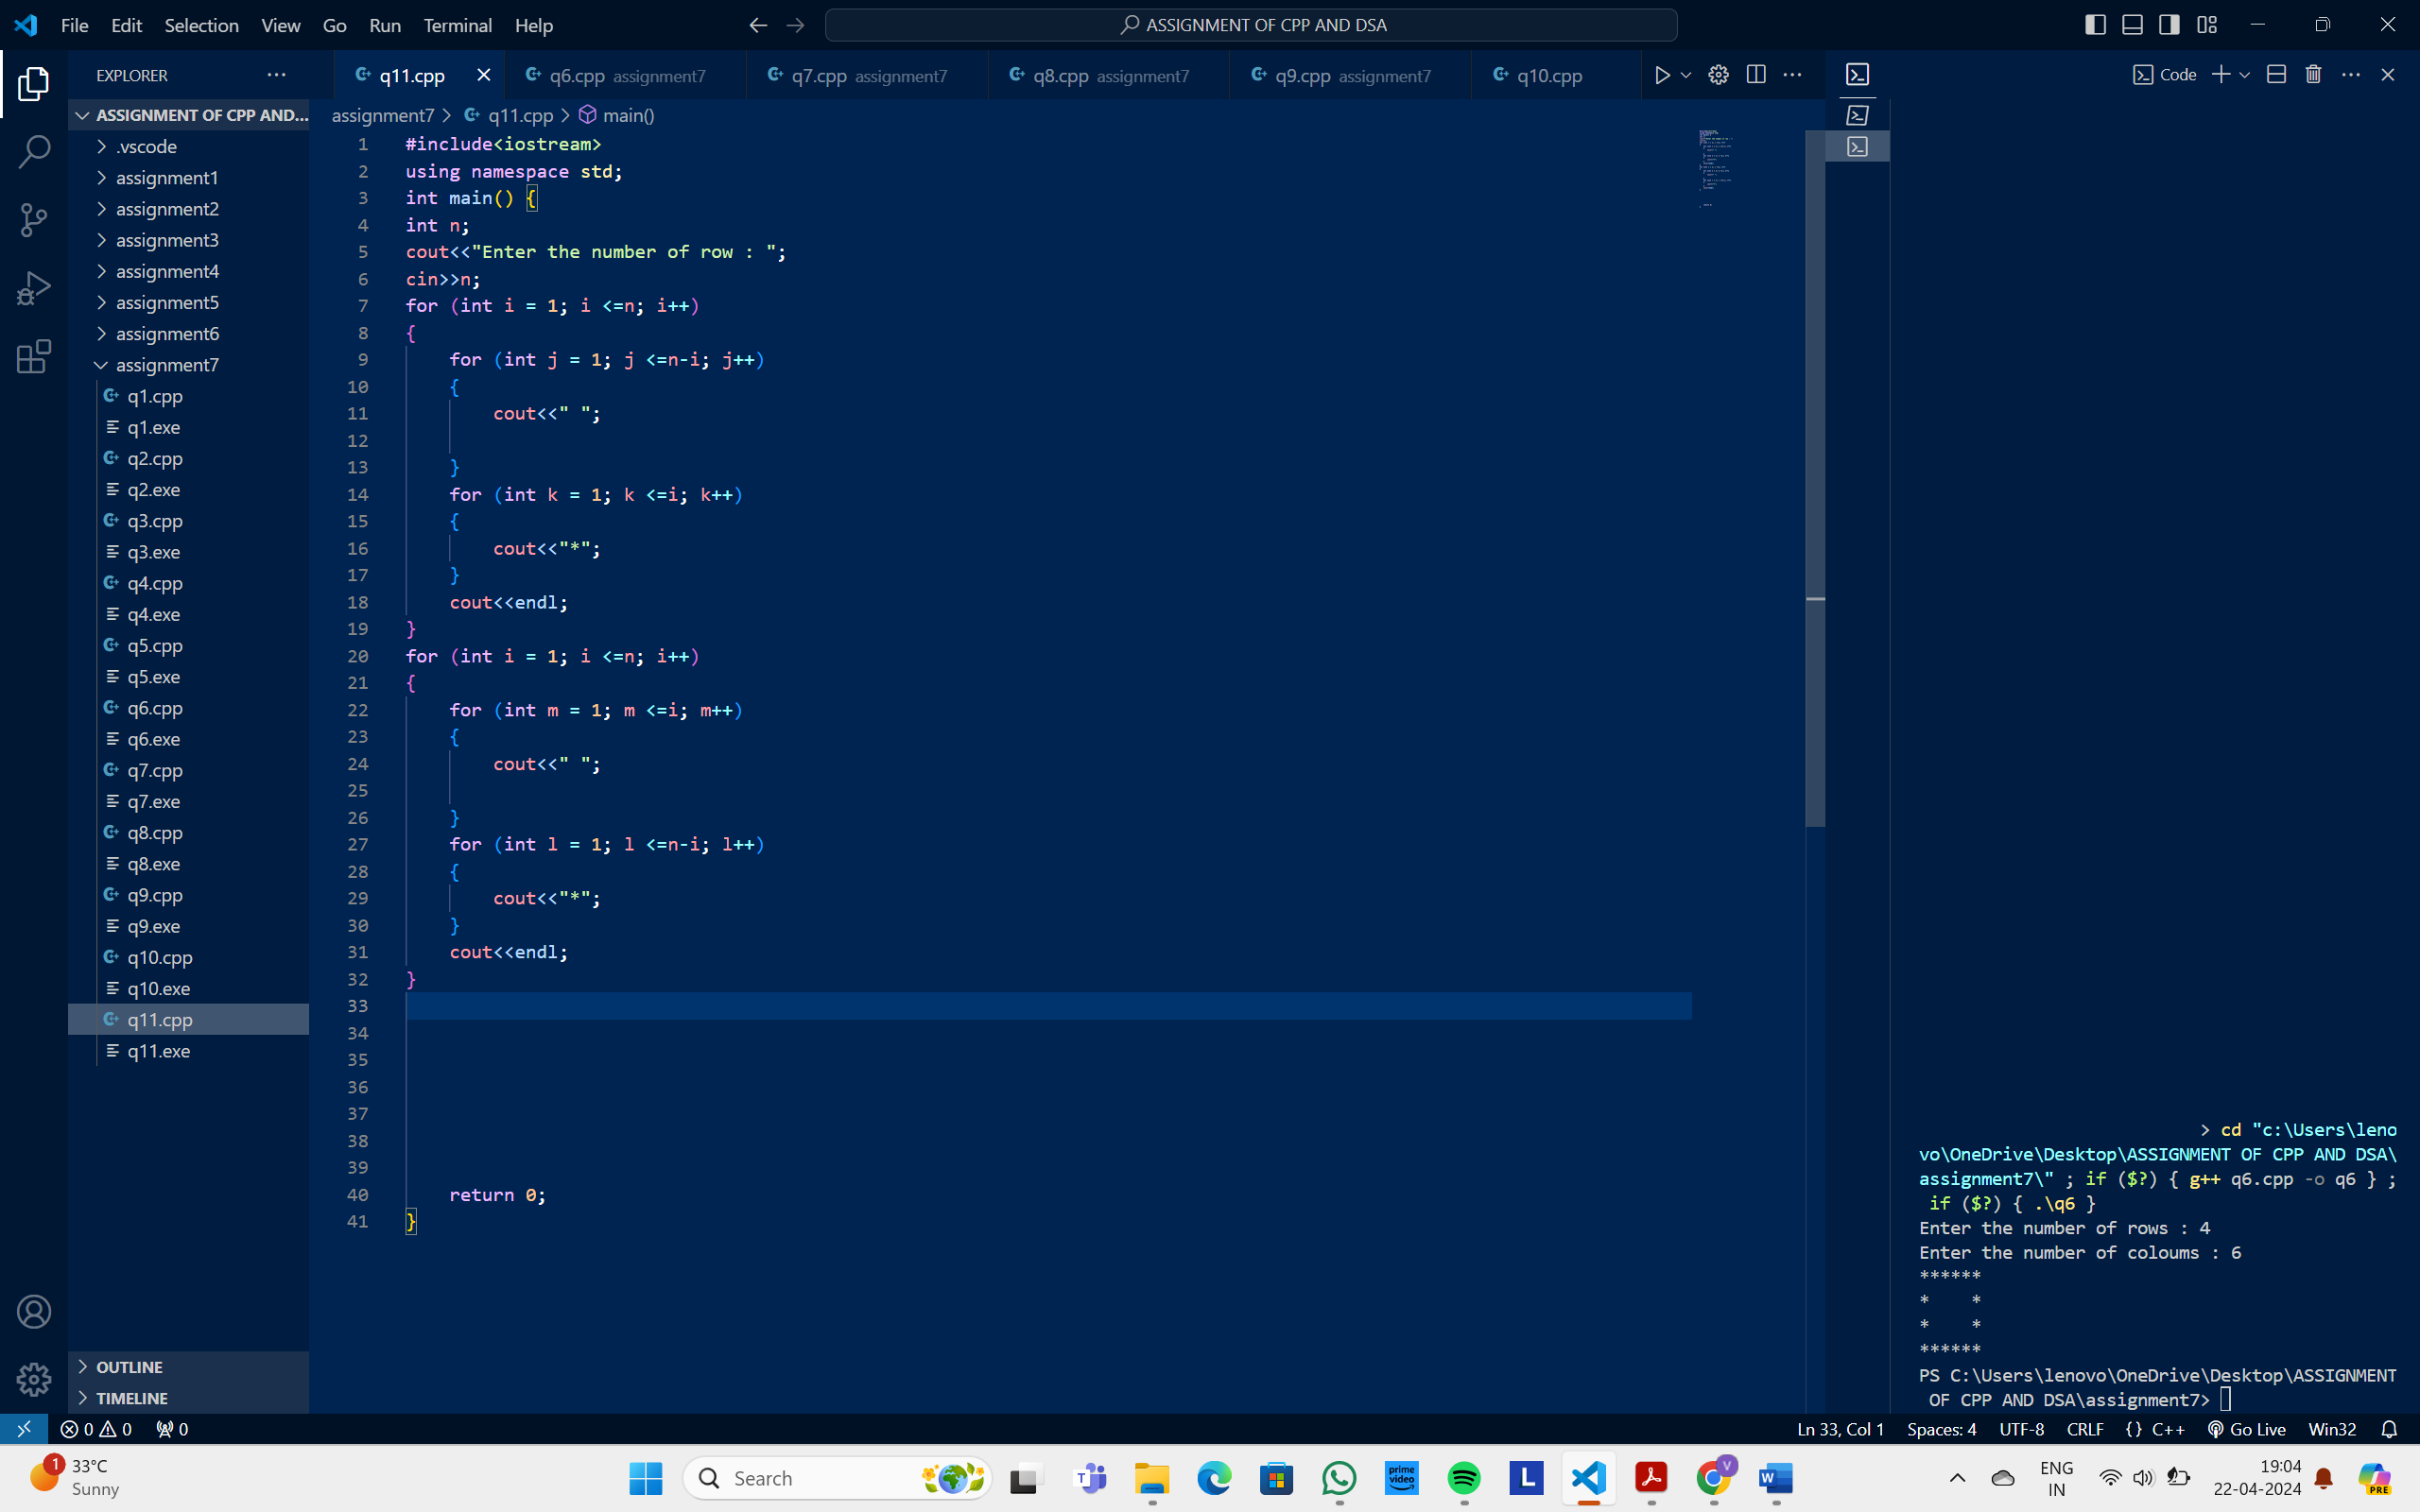 File Edit Selection View Go Run Terminal Help
ASSIGNMENT OF CPP AND DSA
EXPLORER
ASSIGNMENT OF CPP AND...
.vscode
assignment1
assignment2
assignment3
assignment4
assignment5
assignment6
assignment7
q1.cpp
q1.exe
q2.cpp
q2.exe
q3.cpp
q3.exe
q4.cpp
q4.exe
q5.cpp
q5.exe
q6.cpp
q6.exe
q7.cpp
q7.exe
q8.cpp
q8.exe
q9.cpp
q9.exe
q10.cpp
q10.exe
q11.cpp
q11.exe
OUTLINE
TIMELINE
q11.cpp q6.cpp assignment7 q7.cpp assignment7 q8.cpp assignment7 q9.cpp assignment7 q10.cpp
assignment7 > q11.cpp > main()
1 #include<iostream>
2 using namespace std;
3 int main() {
4 int n;
5 cout<<"Enter the number of row : ";
6 cin>>n;
7 for (int i = 1; i <=n; i++)
8 {
9     for (int j = 1; j <=n-i; j++)
10     {
11         cout<<" ";
12
13     }
14     for (int k = 1; k <=i; k++)
15     {
16         cout<<"*";
17     }
18     cout<<endl;
19 }
20 for (int i = 1; i <=n; i++)
21 {
22     for (int m = 1; m <=i; m++)
23     {
24         cout<<" ";
25
26     }
27     for (int l = 1; l <=n-i; l++)
28     {
29         cout<<"*";
30     }
31     cout<<endl;
32 }
33
34
35
36
37
38
39
40     return 0;
41 }
Code
> cd "c:\Users\leno
vo\OneDrive\Desktop\ASSIGNMENT OF CPP AND DSA\
assignment7\" ; if ($?) { g++ q6.cpp -o q6 } ;
 if ($?) { .\q6 }
Enter the number of rows : 4
Enter the number of coloums : 6
******
*    *
*    *
******
PS C:\Users\lenovo\OneDrive\Desktop\ASSIGNMENT
 OF CPP AND DSA\assignment7>
0 0 0 Ln 33, Col 1 Spaces: 4 UTF-8 CRLF {} C++ Go Live Win32
1 33°C
Sunny
Search
prime video
L
V
W
ENG
IN
19:04
22-04-2024
PRE